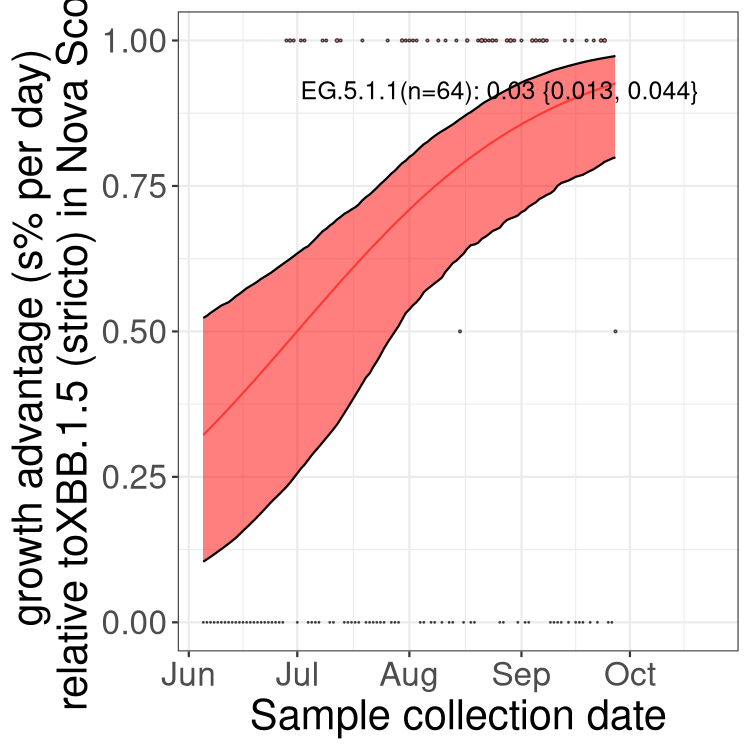 growth advantage (s% per day)
relative toXBB.1.5 (stricto) in Nova Sco
1.00
0.75
0.50
0.25
0.00
EG.5.1.1(n=64): 0.03 {0.013, 0.044}
Jun Jul Aug Sep Oct
Sample collection date